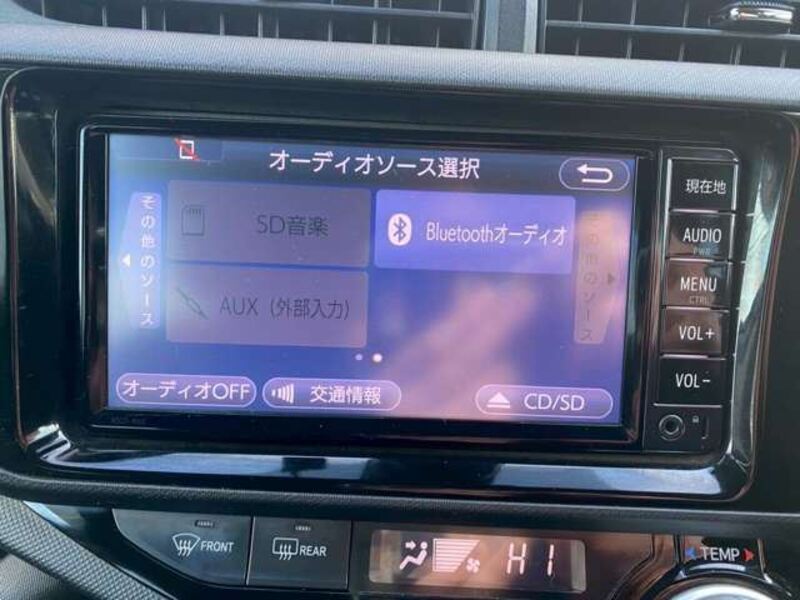 オーディオソース選択
その他のソース
SD音楽
Bluetoothオーディオ
その他のソース
AUX（外部入力）
オーディオOFF
交通情報
CD/SD
現在地
AUDIO
PWR
MENU
CTRL
VOL+
VOL-
FRONT
REAR
HI
TEMP